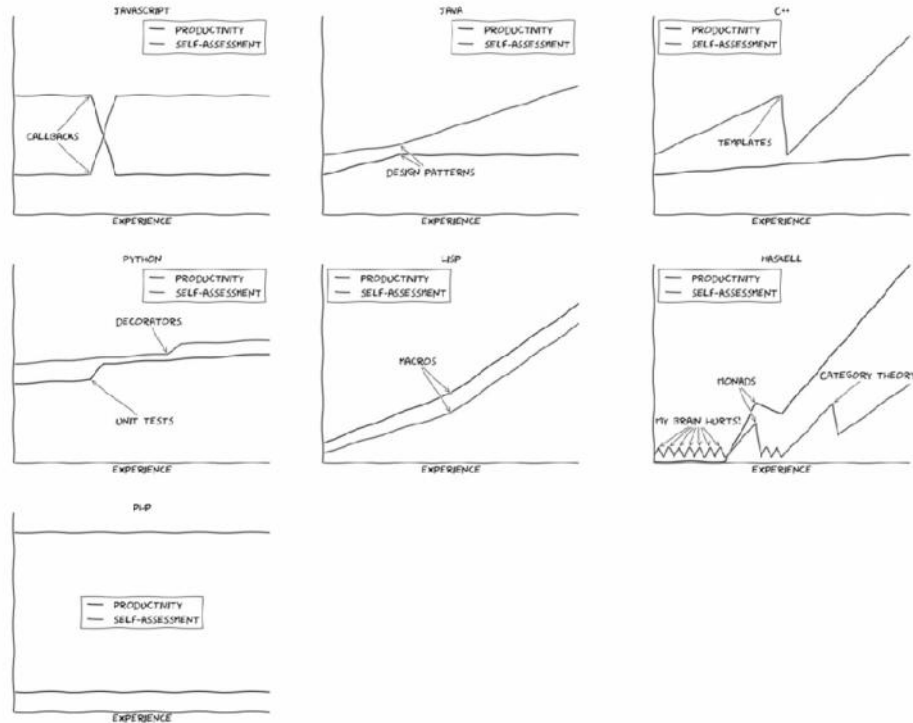 JAVASCRIPT
PRODUCTIVITY
SELF-ASSESSMENT
CALLBACKS
EXPERIENCE
JAVA
PRODUCTIVITY
SELF-ASSESSMENT
DESIGN PATTERNS
EXPERIENCE
C++
PRODUCTIVITY
SELF-ASSESSMENT
TEMPLATES
EXPERIENCE
PYTHON
PRODUCTIVITY
SELF-ASSESSMENT
DECORATORS
UNIT TESTS
EXPERIENCE
LISP
PRODUCTIVITY
SELF-ASSESSMENT
MACROS
EXPERIENCE
HASKELL
PRODUCTIVITY
SELF-ASSESSMENT
CATEGORY THEORY
MONADS
MY BRAIN HURTS!
EXPERIENCE
PHP
PRODUCTIVITY
SELF-ASSESSMENT
EXPERIENCE